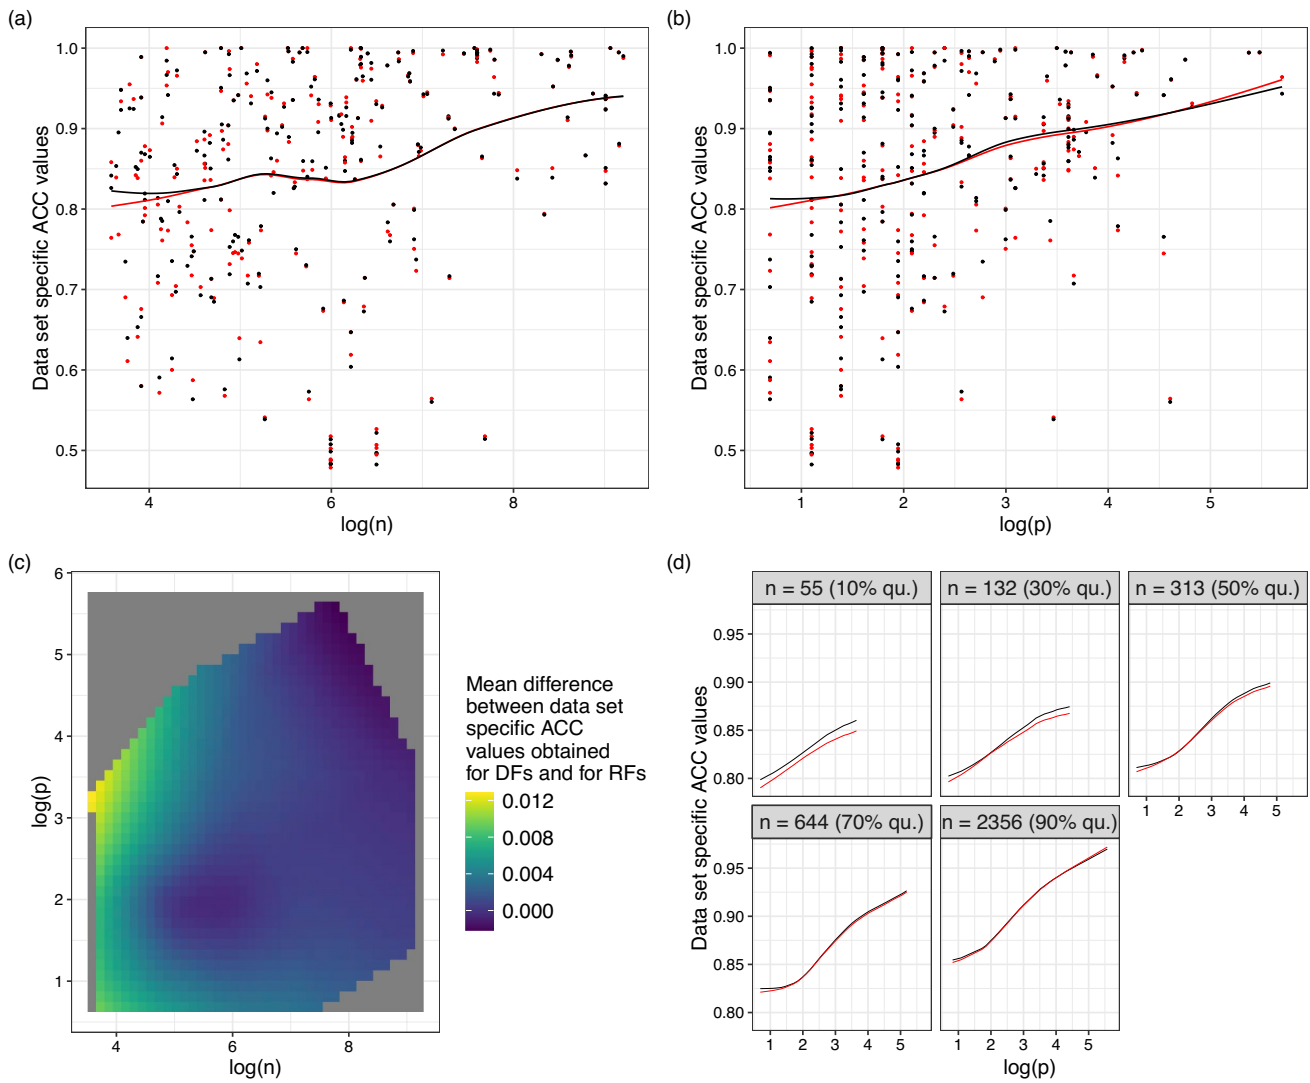 (a)
Data set specific ACC values
1.0
0.9
0.8
0.7
0.6
0.5
4
6
8
log(n)
(b)
Data set specific ACC values
1.0
0.9
0.8
0.7
0.6
0.5
1
2
3
4
5
log(p)
(c)
log(p)
6
5
4
3
2
1
4
6
8
log(n)
Mean difference
between data set
specific ACC
values obtained
for DFs and for RFs
0.012
0.008
0.004
0.000
(d)
Data set specific ACC values
n = 55 (10% qu.)
n = 132 (30% qu.)
n = 313 (50% qu.)
0.95
0.90
0.85
0.80
1 2 3 4 5
n = 644 (70% qu.)
n = 2356 (90% qu.)
0.95
0.90
0.85
0.80
1 2 3 4 5
1 2 3 4 5
log(p)